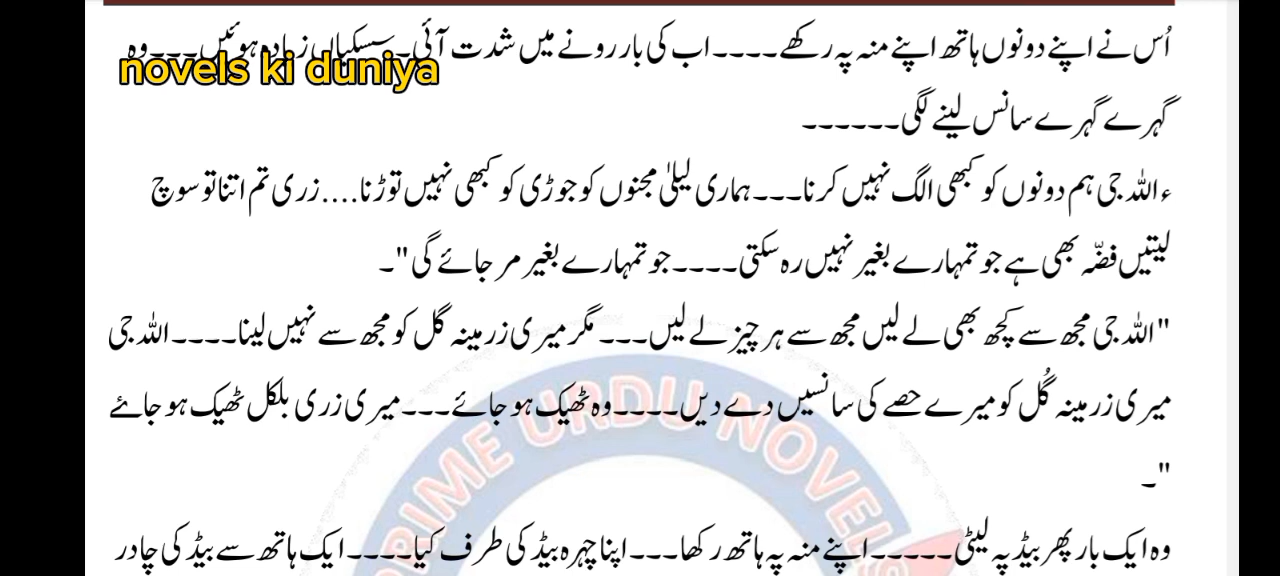 اُس نے اپنے دونوں ہاتھ اپنے منہ پہ رکھے۔۔۔۔اب کی بار رونے میں شدت آئی۔سسکیاں زیادہ ہوئیں۔۔۔وہ
novels ki duniya
گہرے گہرے سانس لینے لگی۔۔۔۔۔۔
ء اللہ جی ہم دونوں کو کبھی الگ نہیں کرنا۔۔۔ہماری لیلیٰ مجنوں کو جوڑی کو کبھی نہیں توڑنا....زری تم اتنا تو سوچ
لیتیں فضّہ بھی ہے جو تمہارے بغیر نہیں رہ سکتی۔۔۔۔جو تمہارے بغیر مر جائے گی"۔
"اللہ جی مجھ سے کچھ بھی لے لیں مجھ سے ہر چیز لے لیں۔۔۔ مگر میری زرمینہ گل کو مجھ سے نہیں لینا۔۔۔۔اللہ جی
میری زرمینہ گُل کو میرے حصے کی سانسیں دے دیں۔۔۔۔وہ ٹھیک ہو جائے۔۔۔میری زری بلکل ٹھیک ہو جائے
"۔
وہ ایک بار پھر بیڈ پہ لیٹی۔۔۔۔۔اپنے منہ پہ ہاتھ رکھا۔۔۔اپنا چہرہ بیڈ کی طرف کیا۔۔۔۔ایک ہاتھ سے بیڈ کی چادر
PRIME URDU NOVELS